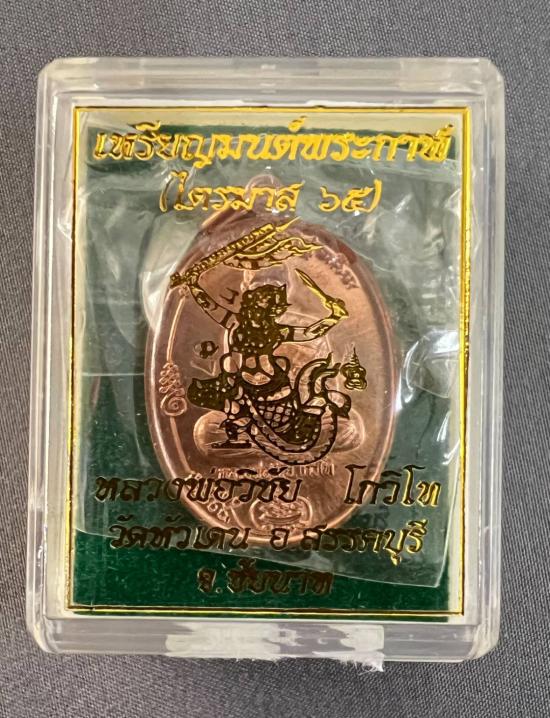 เหรียญมนต์พระกาฬ
(ไตรมาส ๖๕)
หลวงพ่อวิชัย โกวิโท
วัดหัวเดน อ.สรรคบุรี
จ.ชัยนาท